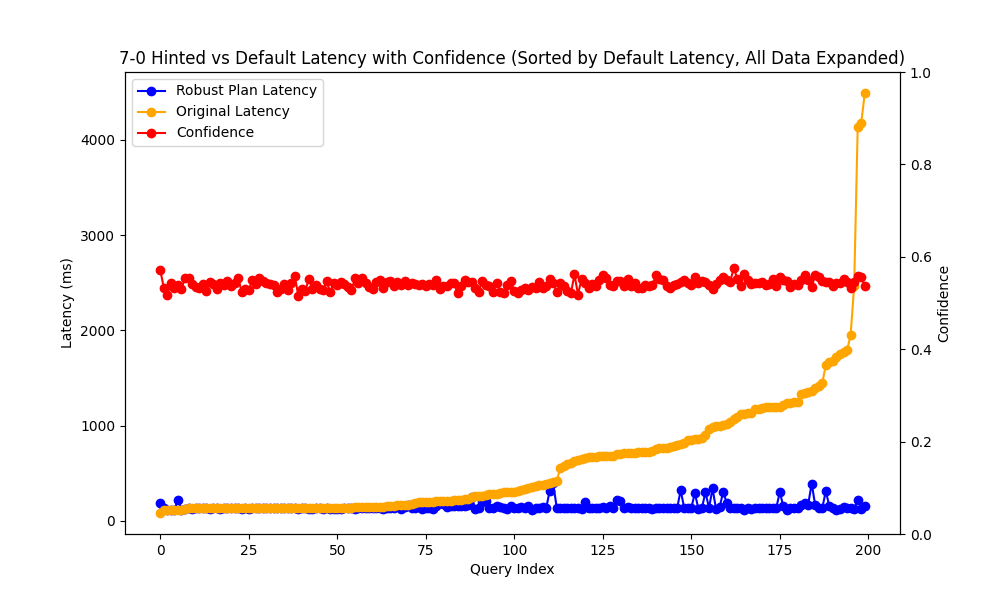 7-0 Hinted vs Default Latency with Confidence (Sorted by Default Latency, All Data Expanded)
Robust Plan Latency
Original Latency
Confidence
Latency (ms)
4000
3000
2000
1000
0
1.0
0.8
0.6
0.4
0.2
0.0
Confidence
0 25 50 75 100 125 150 175 200
Query Index